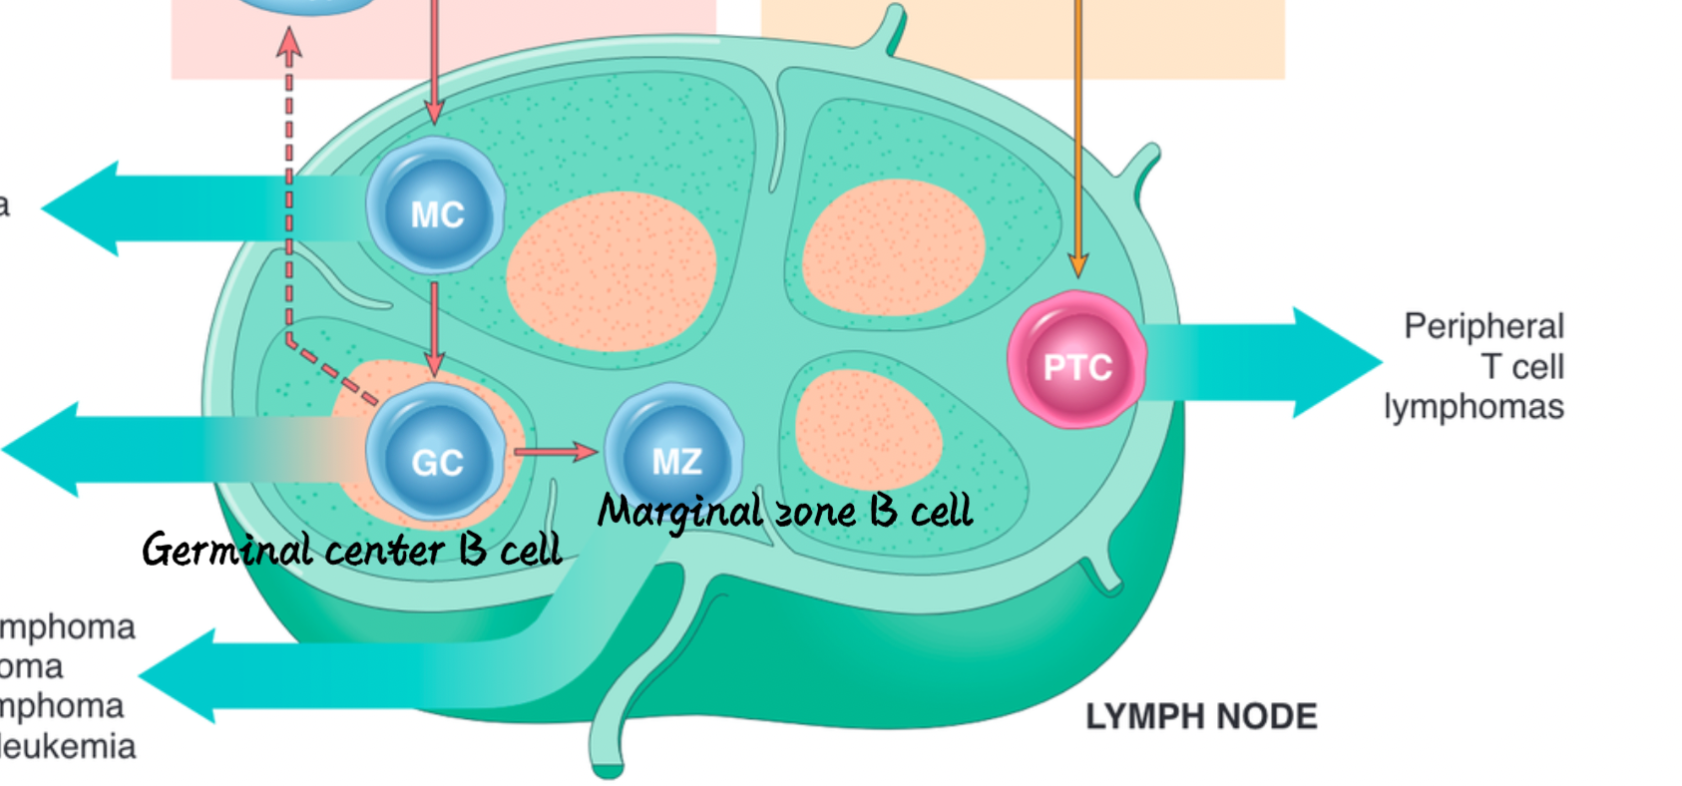 a
MC
Peripheral
T cell
lymphomas
PTC
GC
MZ
Marginal zone B cell
Germinal center B cell
mphoma
oma
mphoma
leukemia
LYMPH NODE